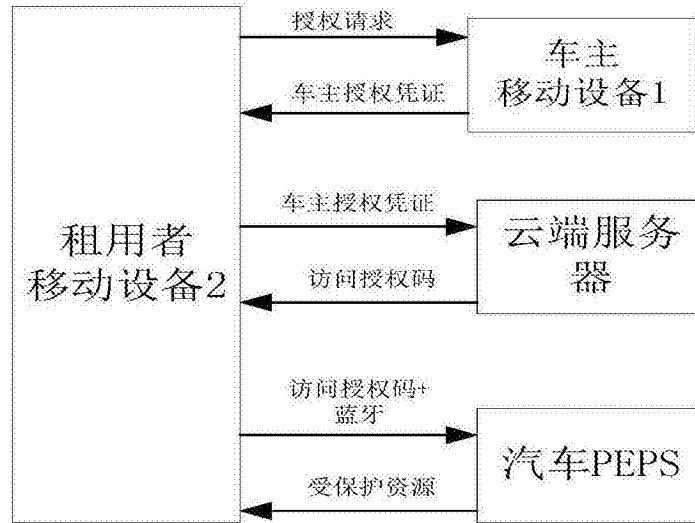 授权请求
车主
移动设备1
车主授权凭证
租用者
移动设备2
车主授权凭证
云端服务
器
访问授权码
访问授权码+
蓝牙
汽车PEPS
受保护资源